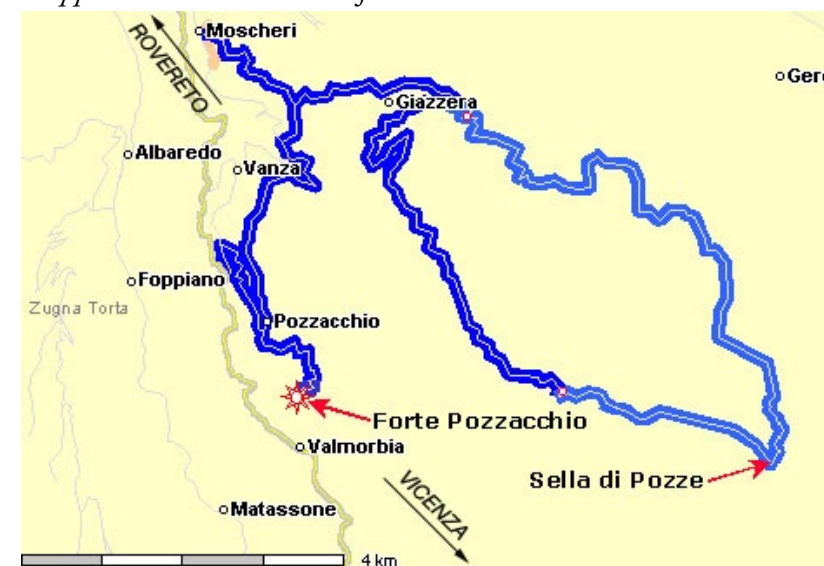 Moscheri
ROVERETO
Giazzera
Albaredo
Vanza
Foppiano
Zugna Torta
Pozzacchio
Forte Pozzacchio
Valmorbia
Sella di Pozze
VICENZA
Matassone
4 km